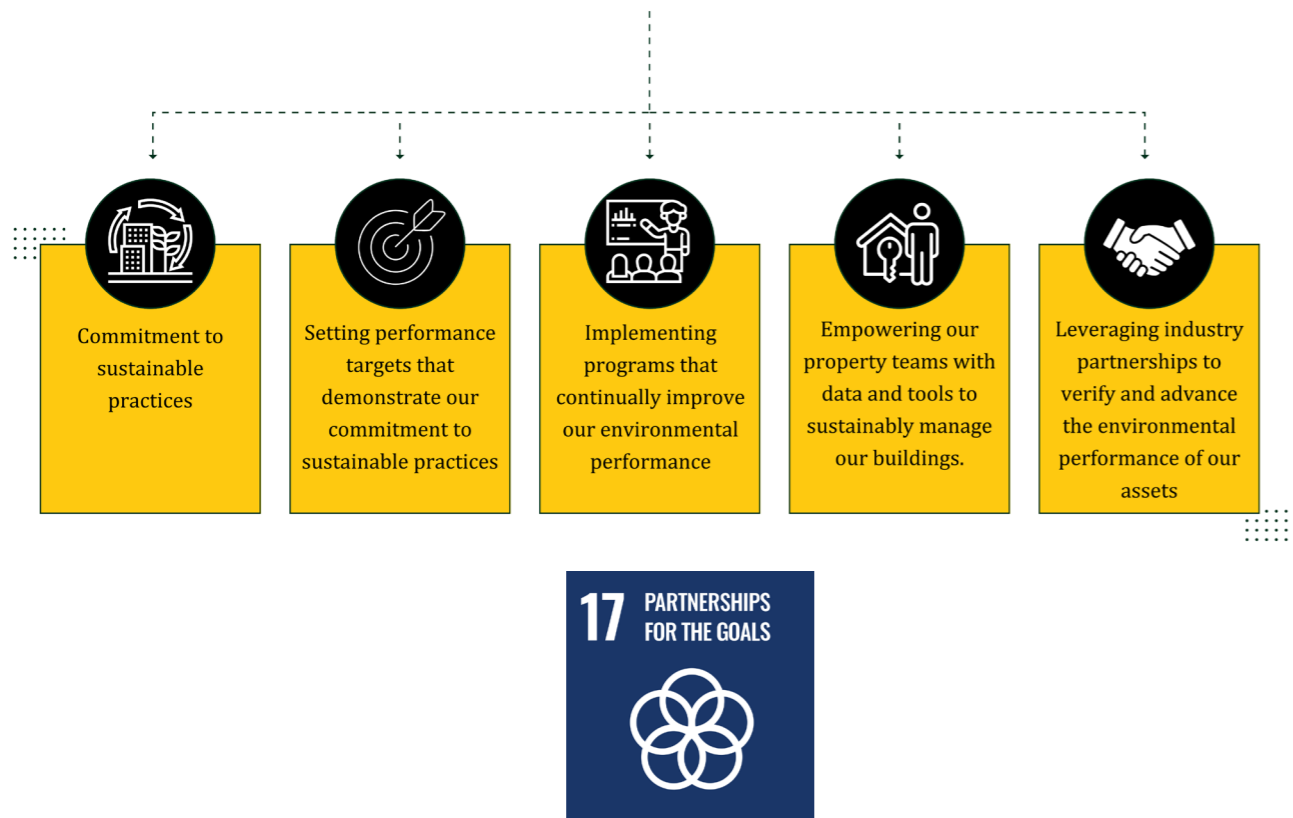 Commitment to
sustainable
practices
Setting performance
targets that
demonstrate our
commitment to
sustainable practices
Implementing
programs that
continually improve
our environmental
performance
Empowering our
property teams with
data and tools to
sustainably manage
our buildings.
Leveraging industry
partnerships to
verify and advance
the environmental
performance of our
assets
17 PARTNERSHIPS
FOR THE GOALS